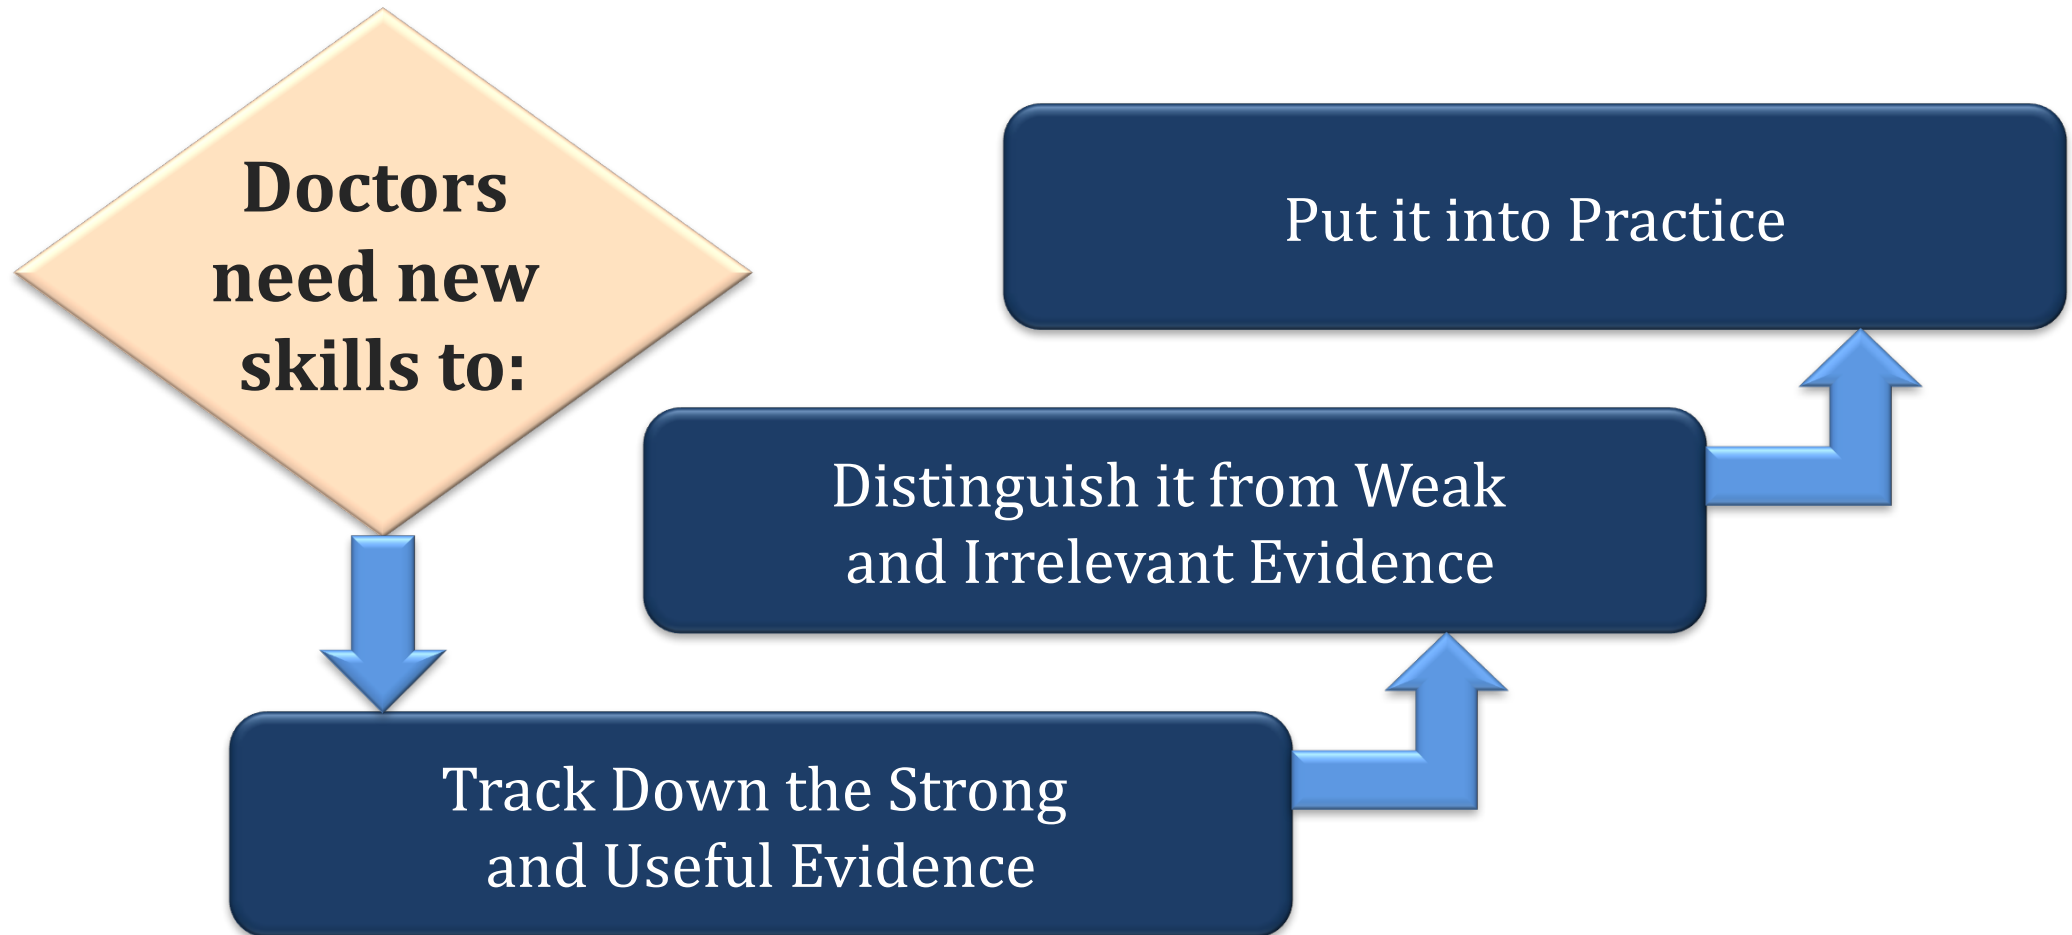 Doctors
need new
skills to:
Track Down the Strong
and Useful Evidence
Distinguish it from Weak
and Irrelevant Evidence
Put it into Practice